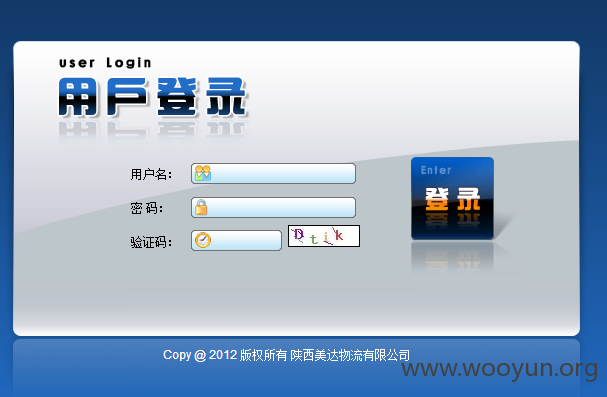 user Login
用戶登录
用户名:
Enter
登录
密 码:
验证码:
Dtik
Copy @ 2012 版权所有 陕西美达物流有限公司
www.wooyun.org